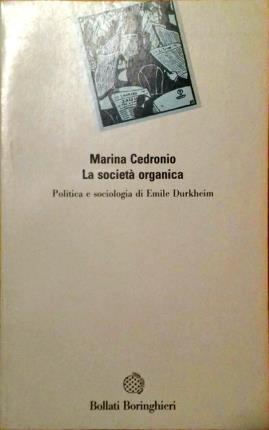 Marina Cedronio
La società organica
Politica e sociologia di Emile Durkheim
Bollati Boringhieri